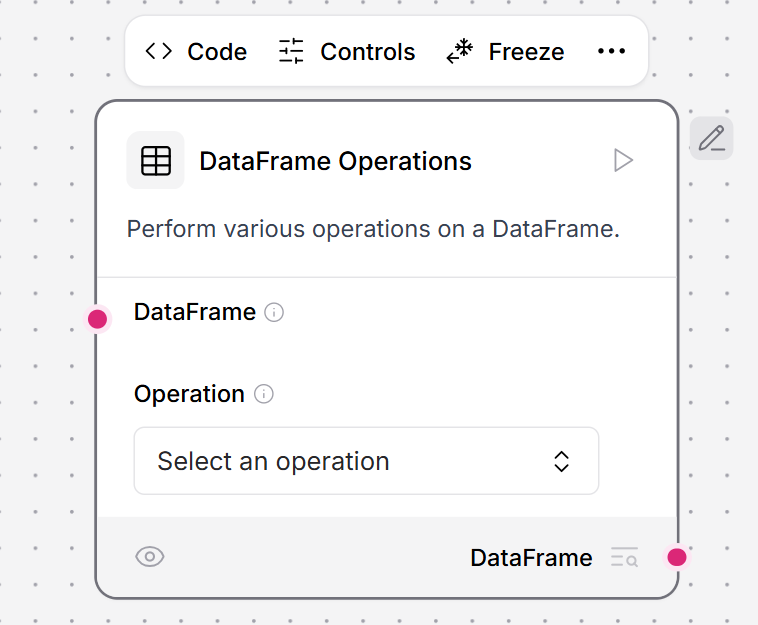 Code Controls Freeze
DataFrame Operations
Perform various operations on a DataFrame.
DataFrame
Operation
Select an operation
DataFrame